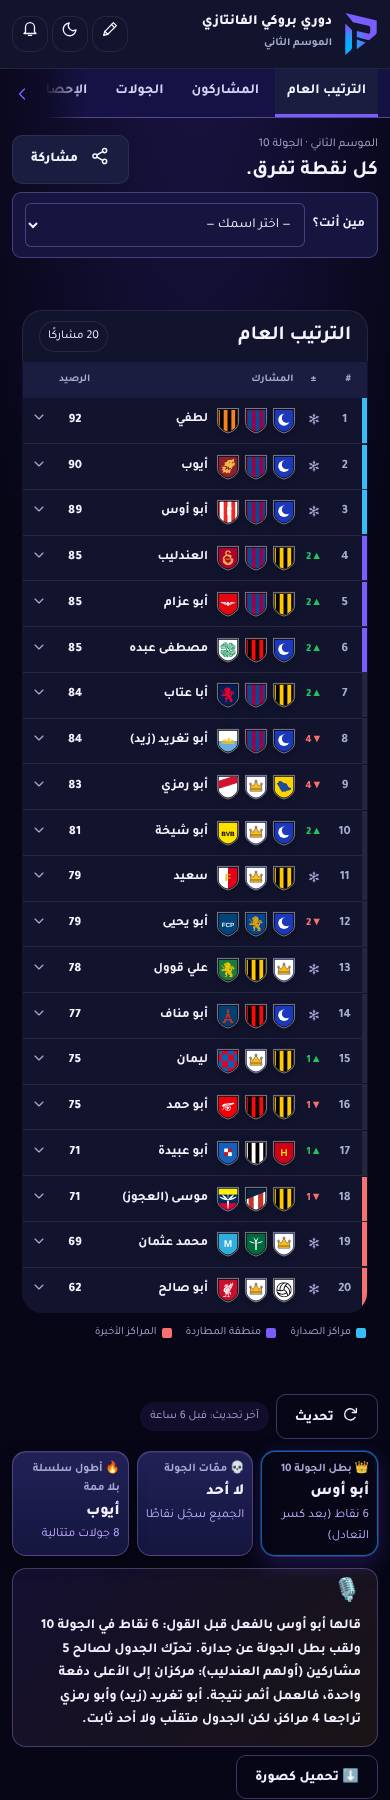 دوري بروكي الفانتازي
الموسم الثاني
الترتيب العام المشاركون الجولات الإحصا
الموسم الثاني · الجولة 10
كل نقطة تفرق.
مشاركة
مين أنت؟ — اختر اسمك —
الترتيب العام 20 مشاركًا
# ± المشارك الرصيد
1 لطفي 92
2 أيوب 90
3 أبو أوس 89
4 ▲2 العندليب 85
5 ▲2 أبو عزام 85
6 ▲2 مصطفى عبده 85
7 ▲2 أبا عتاب 84
8 ▼4 أبو تغريد (زيد) 84
9 ▼4 أبو رمزي 83
10 ▲2 أبو شيخة 81
11 سعيد 79
12 ▼2 أبو يحيى 79
13 علي قوول 78
14 أبو مناف 77
15 ▲1 ليمان 75
16 ▼1 أبو حمد 75
17 ▲1 أبو عبيدة 71
18 ▼1 موسى (العجوز) 71
19 محمد عثمان 69
20 أبو صالح 62
مراكز الصدارة منطقة المطاردة المراكز الأخيرة
تحديث آخر تحديث: قبل 6 ساعة
👑 بطل الجولة 10
أبو أوس
6 نقاط (بعد كسر
التعادل)
💀 ممّات الجولة
لا أحد
الجميع سجّل نقاطًا
🔥 أطول سلسلة
بلا ممة
أيوب
8 جولات متتالية
🎙️
قالها أبو أوس بالفعل قبل القول: 6 نقاط في الجولة 10
ولقب بطل الجولة عن جدارة. تحرّك الجدول لصالح 5
مشاركين (أولهم العندليب): مركزان إلى الأعلى دفعة
واحدة، فالعمل أثمر نتيجة. أبو تغريد (زيد) وأبو رمزي
تراجعا 4 مراكز، لكن الجدول متقلّب ولا أحد ثابت.
⬇️ تحميل كصورة